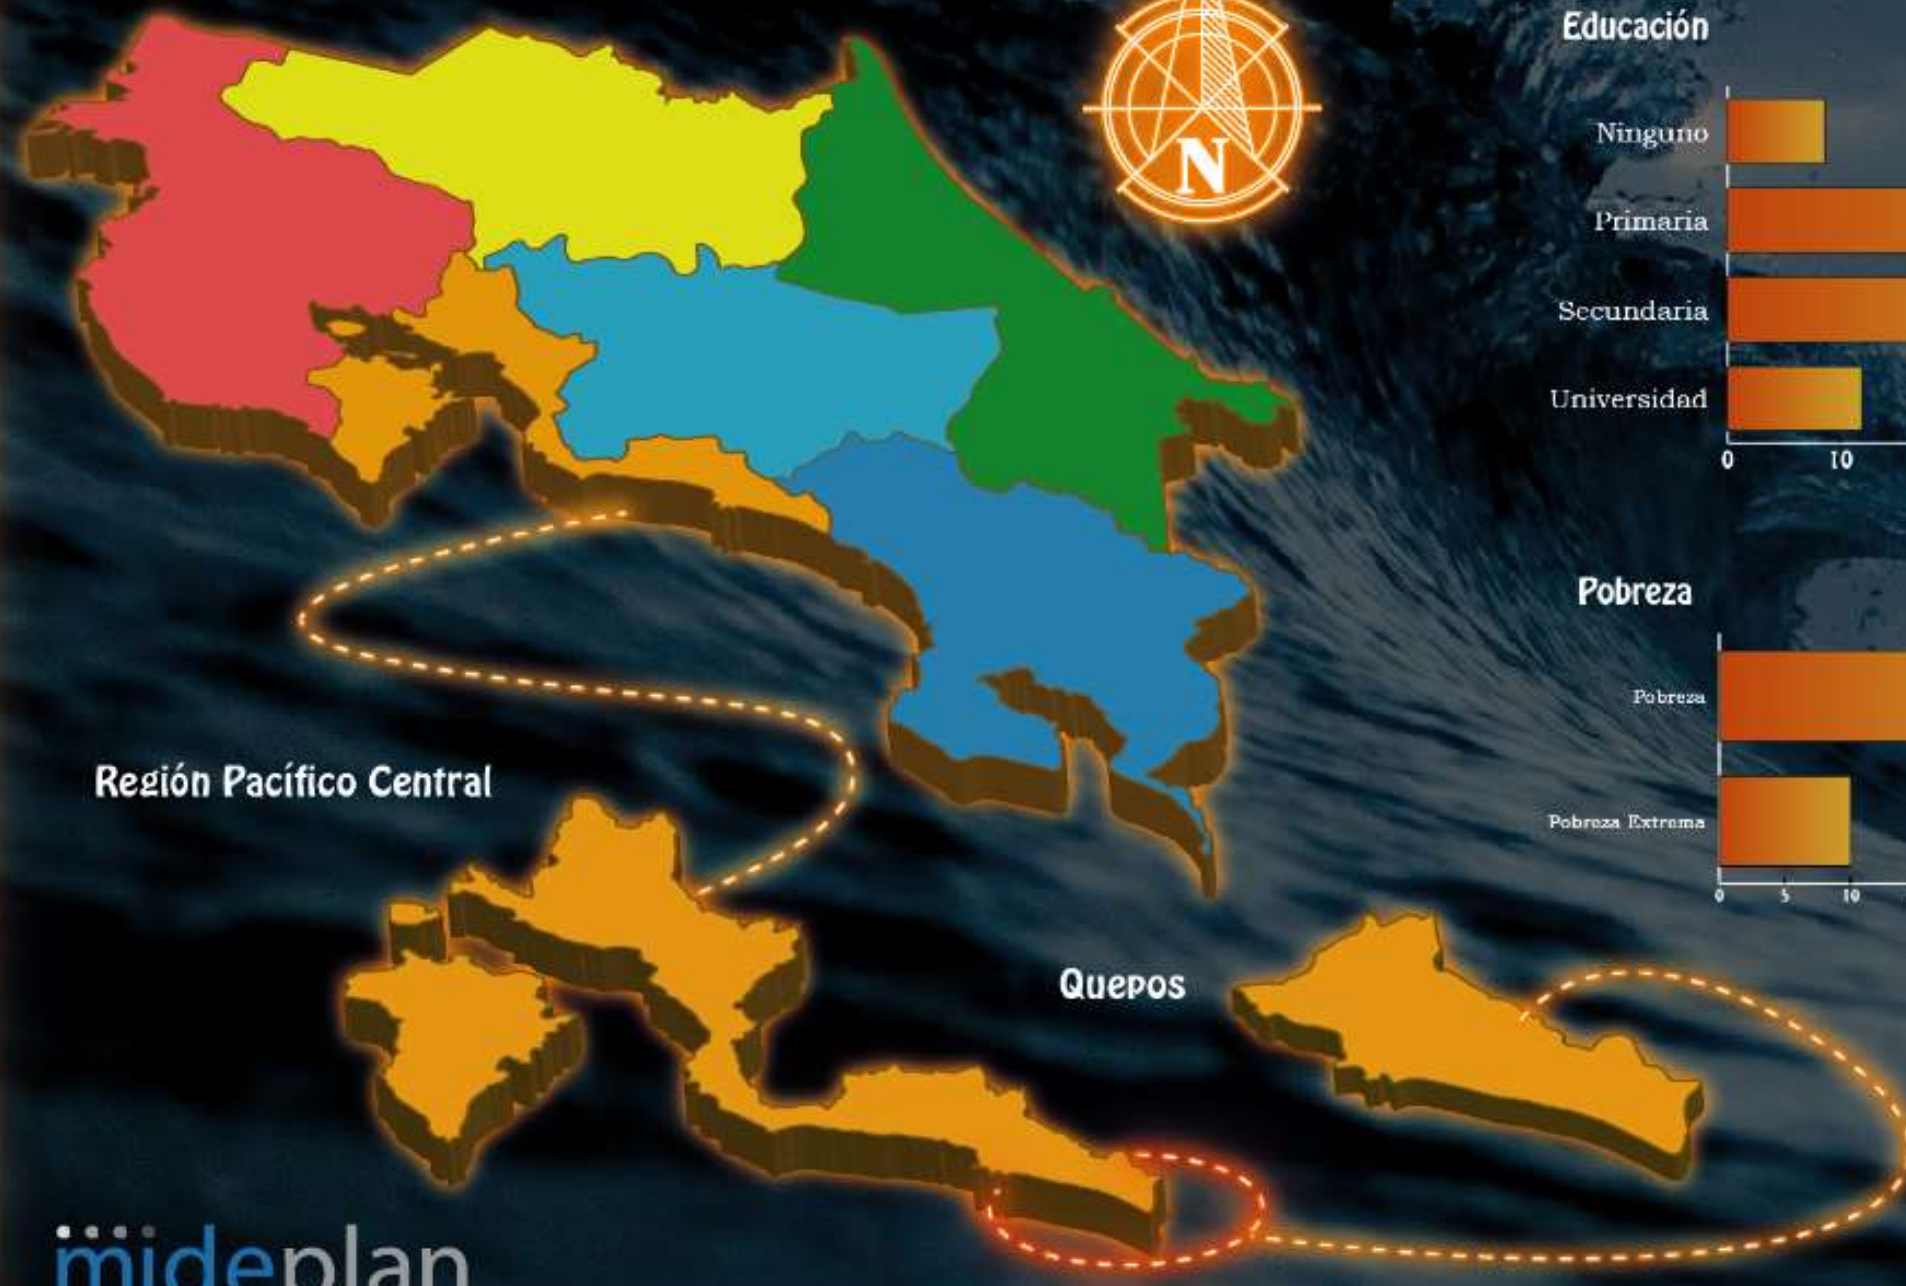 N
Educación
Ninguno
Primaria
Secundaria
Universidad
0 10
Pobreza
Pobreza
Pobreza Extrema
0 5 10
Región Pacífico Central
Quepos
mideplan